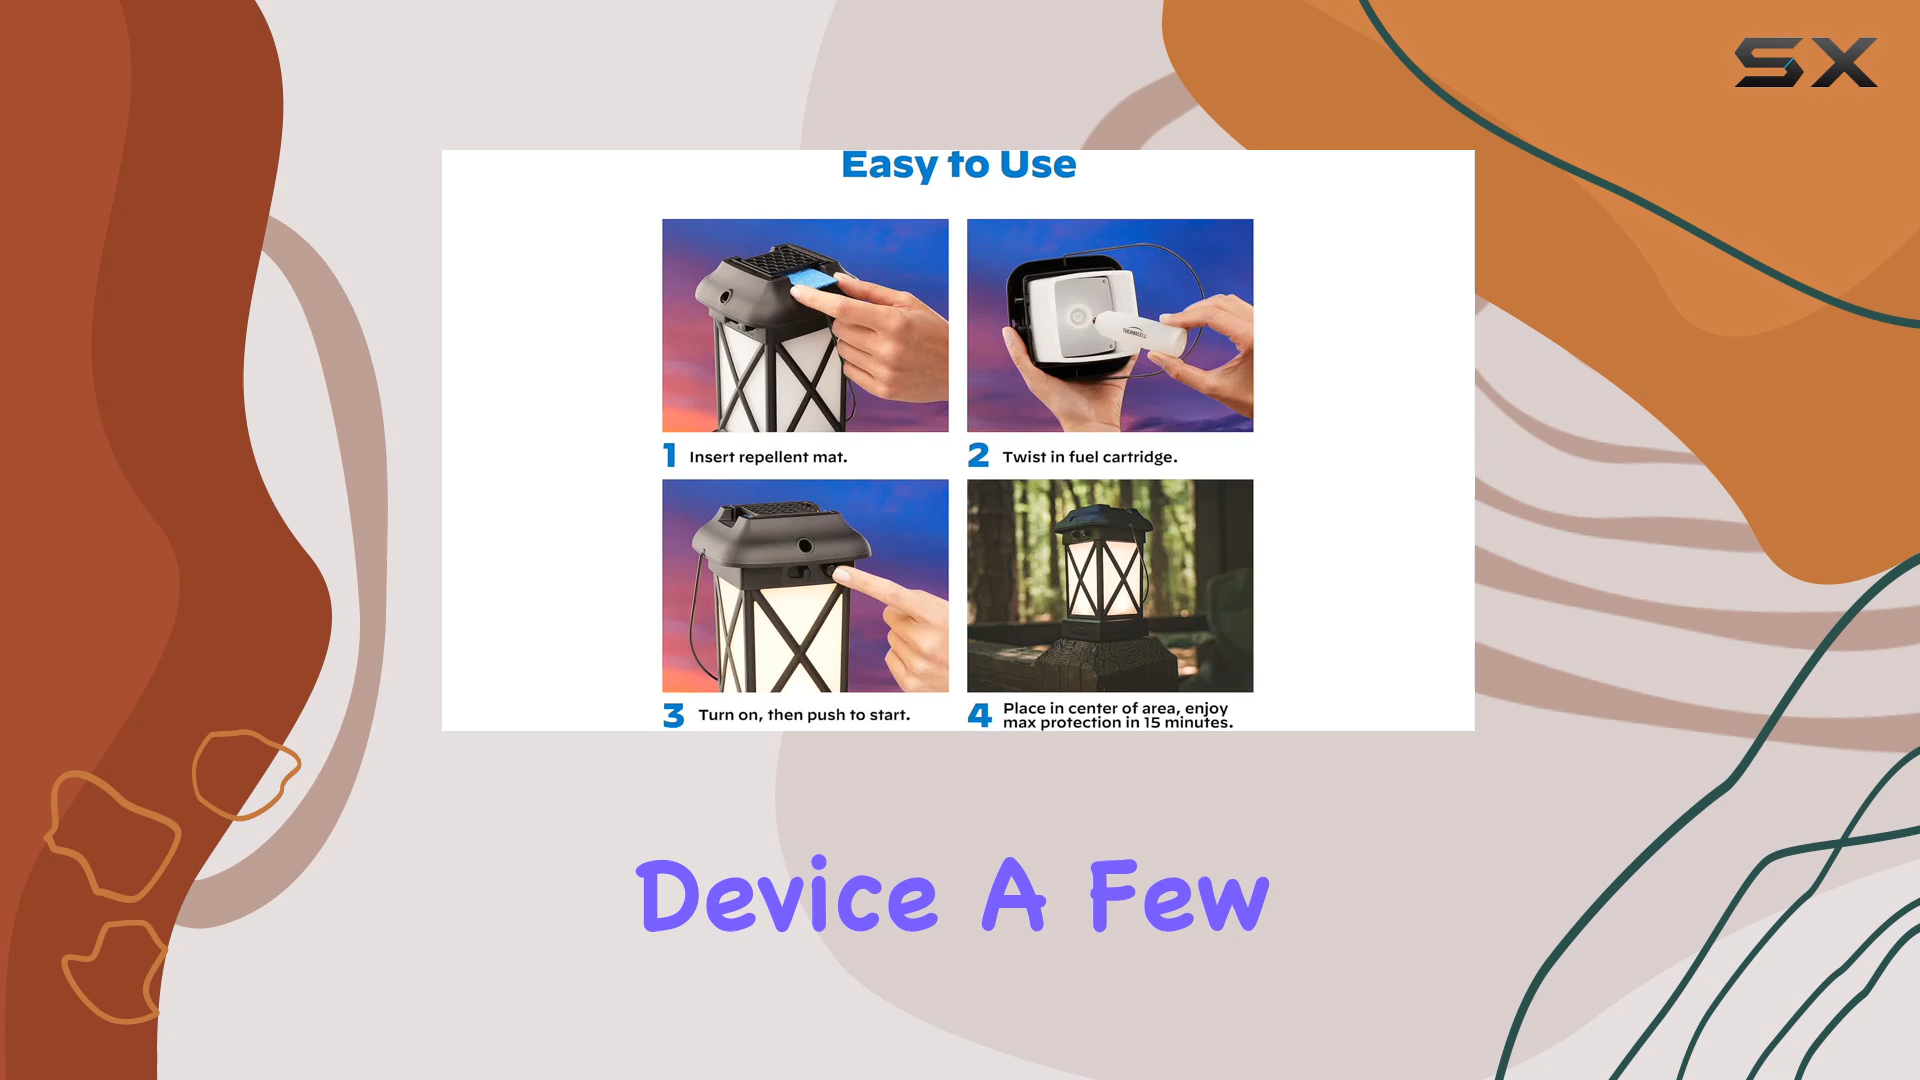 SX
Easy to Use
1 Insert repellent mat.
2 Twist in fuel cartridge.
THERMACELL
3 Turn on, then push to start.
4 Place in center of area, enjoy
max protection in 15 minutes.
Device A Few